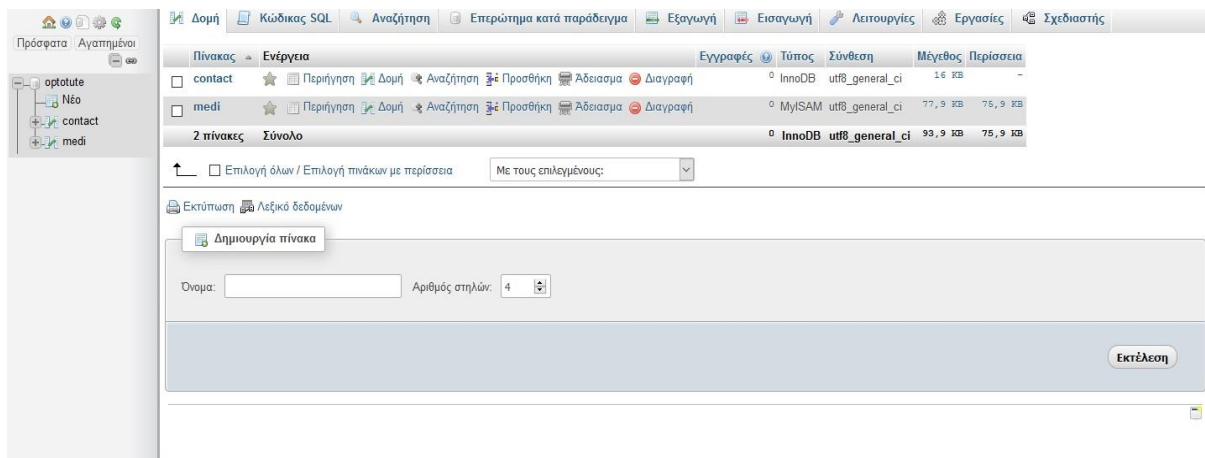 Δομή Κώδικας SQL Αναζήτηση Επερώτημα κατά παράδειγμα Εξαγωγή Εισαγωγή Λειτουργίες Εργασίες Σχεδιαστής
Πρόσφατα Αγαπημένοι
optotute
Νέο
contact
medi
Πίνακας Ενέργεια Εγγραφές Τύπος Σύνθεση Μέγεθος Περίσσεια
contact Περιήγηση Δομή Αναζήτηση Προσθήκη Άδειασμα Διαγραφή 0 InnoDB utf8_general_ci 16 KB -
medi Περιήγηση Δομή Αναζήτηση Προσθήκη Άδειασμα Διαγραφή 0 MyISAM utf8_general_ci 77,9 KB 75,9 KB
2 πίνακες Σύνολο 0 InnoDB utf8_general_ci 93,9 KB 75,9 KB
Επιλογή όλων / Επιλογή πινάκων με περίσσεια Με τους επιλεγμένους:
Εκτύπωση Λεξικό δεδομένων
Δημιουργία πίνακα
Όνομα: Αριθμός στηλών: 4
Εκτέλεση